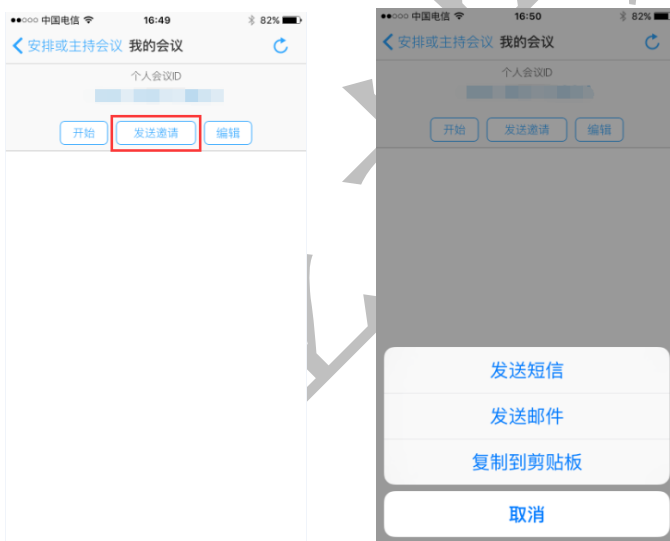 中国电信 16:49 82%
安排或主持会议 我的会议
个人会议ID
开始 发送邀请 编辑
中国电信 16:50 82%
安排或主持会议 我的会议
个人会议ID
开始 发送邀请 编辑
发送短信
发送邮件
复制到剪贴板
取消